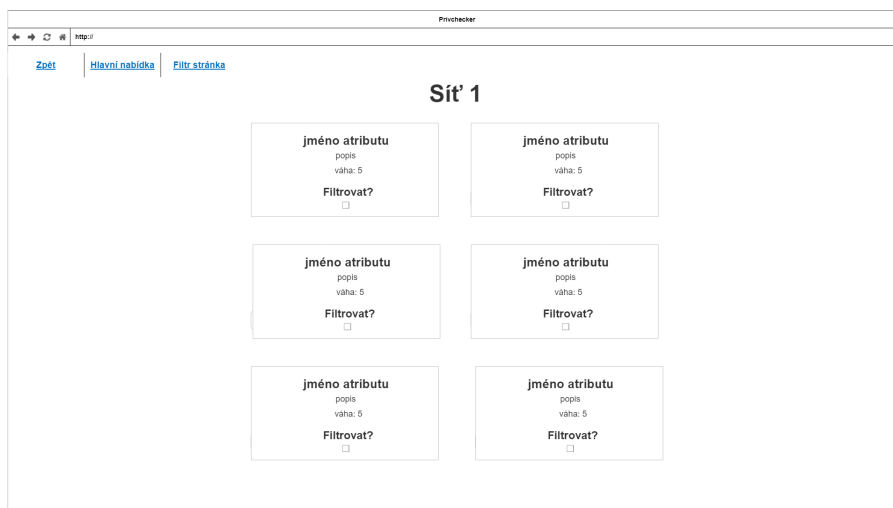 Privchecker
http://
Zpět Hlavní nabídka Filtr stránka
Síť 1
jméno atributu jméno atributu
popis popis
váha: 5 váha: 5
Filtrovat? Filtrovat?
jméno atributu jméno atributu
popis popis
váha: 5 váha: 5
Filtrovat? Filtrovat?
jméno atributu jméno atributu
popis popis
váha: 5 váha: 5
Filtrovat? Filtrovat?